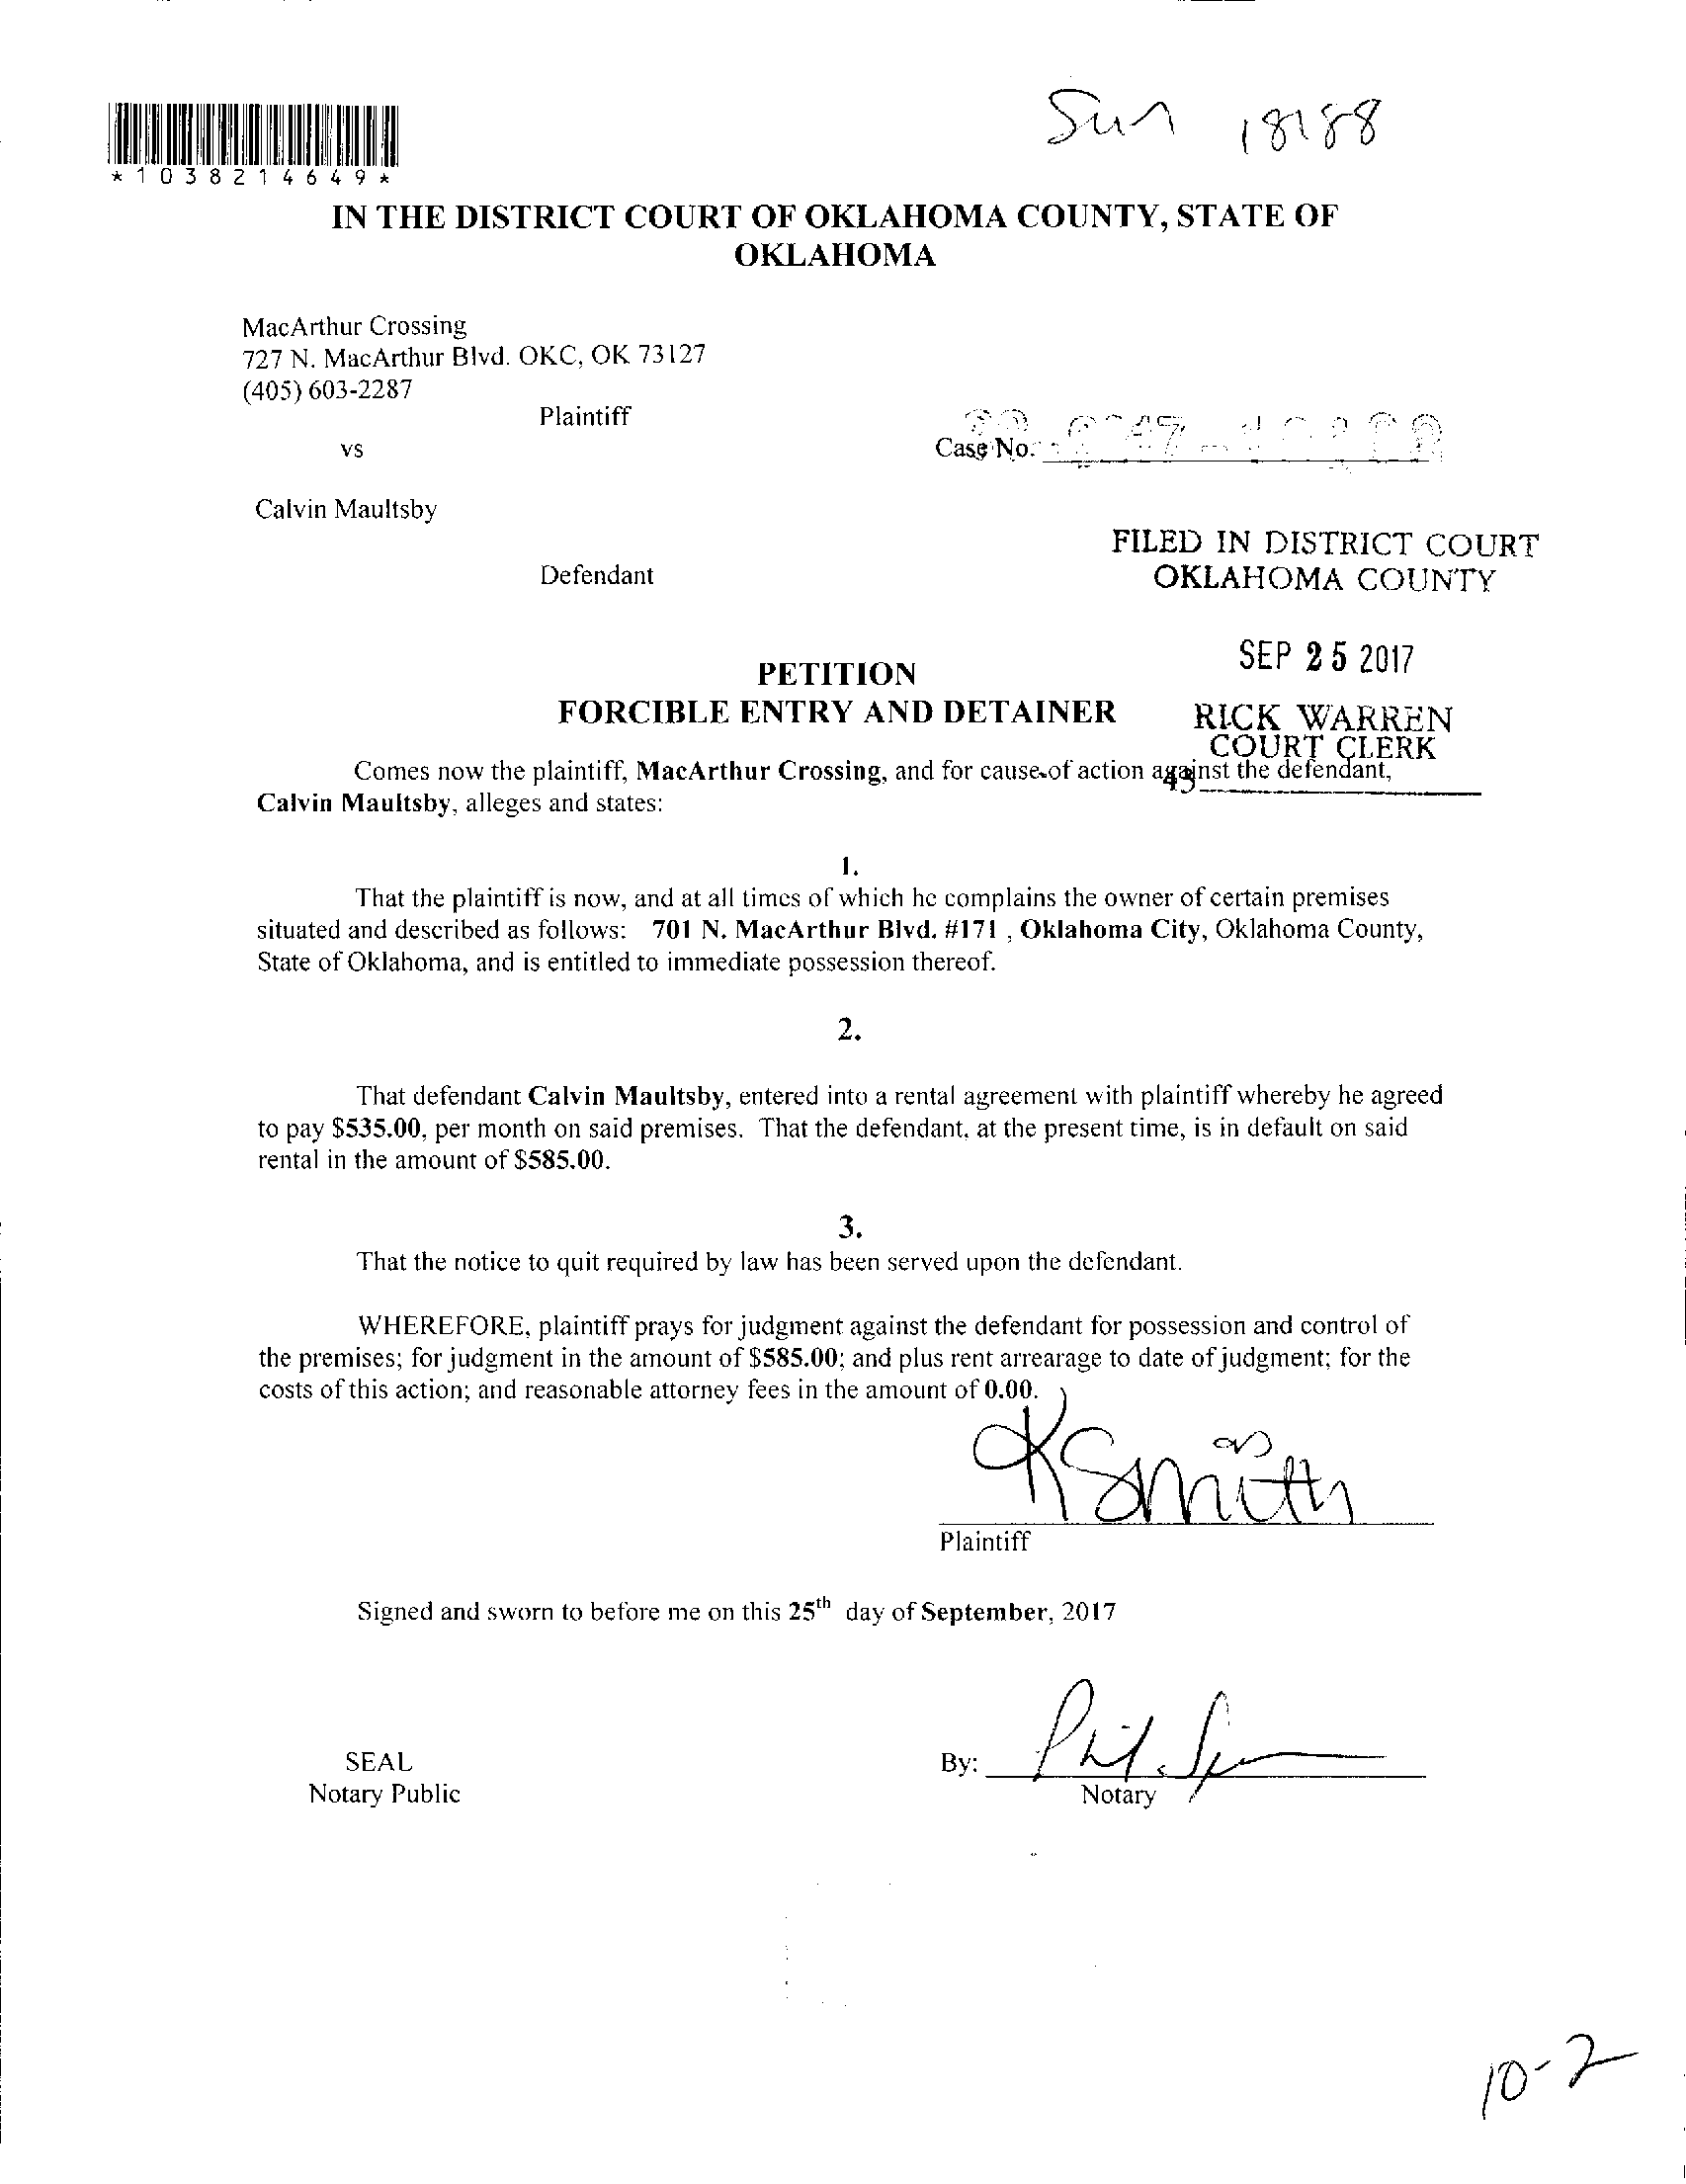 Sun 18188
*1038214649*
IN THE DISTRICT COURT OF OKLAHOMA COUNTY, STATE OF
OKLAHOMA
MacArthur Crossing
727 N. MacArthur Blvd. OKC, OK 73127
(405) 603-2287
Plaintiff
vs
Case No.
Calvin Maultsby
FILED IN DISTRICT COURT
OKLAHOMA COUNTY
Defendant
SEP 25 2017
PETITION
FORCIBLE ENTRY AND DETAINER
RICK WARREN
COURT CLERK
Comes now the plaintiff, MacArthur Crossing, and for cause of action against the defendant,
43
Calvin Maultsby, alleges and states:
1.
That the plaintiff is now, and at all times of which he complains the owner of certain premises
situated and described as follows: 701 N. MacArthur Blvd. #171 , Oklahoma City, Oklahoma County,
State of Oklahoma, and is entitled to immediate possession thereof.
2.
That defendant Calvin Maultsby, entered into a rental agreement with plaintiff whereby he agreed
to pay $535.00, per month on said premises. That the defendant, at the present time, is in default on said
rental in the amount of $585.00.
3.
That the notice to quit required by law has been served upon the defendant.
WHEREFORE, plaintiff prays for judgment against the defendant for possession and control of
the premises; for judgment in the amount of $585.00; and plus rent arrearage to date of judgment; for the
costs of this action; and reasonable attorney fees in the amount of 0.00.
KSmith
Plaintiff
Signed and sworn to before me on this 25th day of September, 2017
SEAL
By:
Notary Public
Notary
10-2